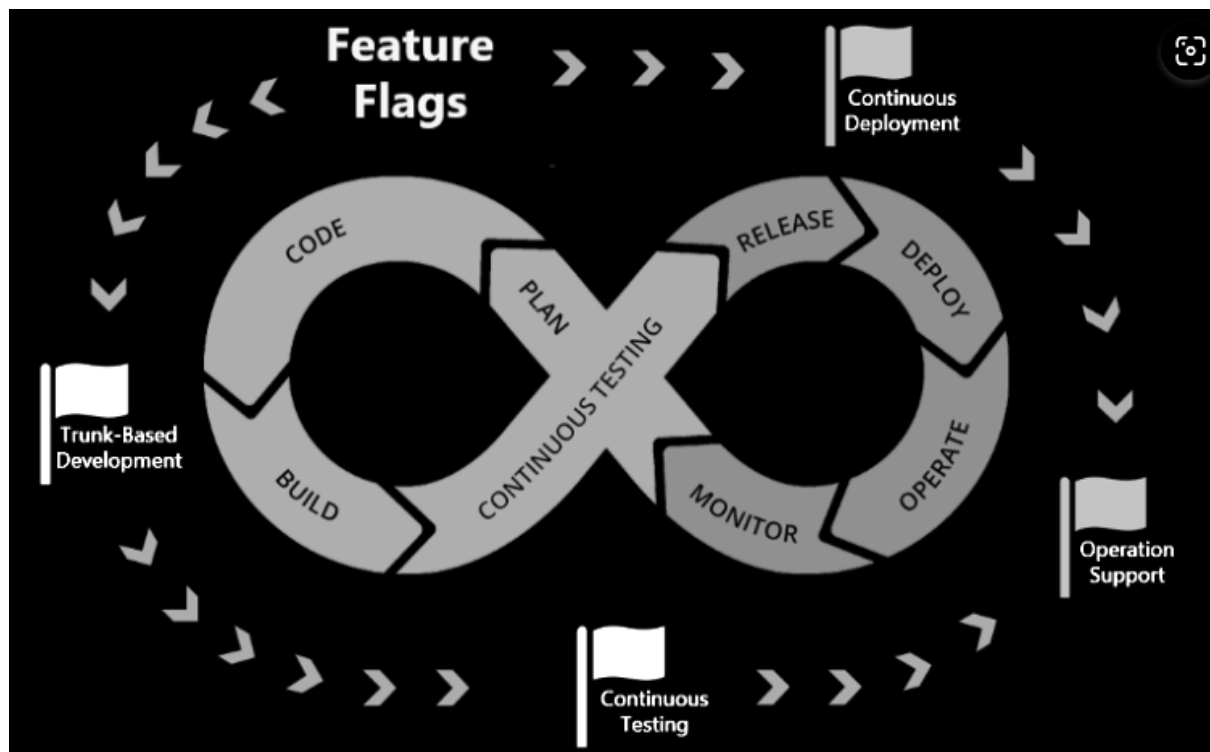 Feature
Flags
Continuous
Deployment
CODE
RELEASE
DEPLOY
PLAN
CONTINUOUS TESTING
Trunk-Based
Development
BUILD
MONITOR
OPERATE
Operation
Support
Continuous
Testing